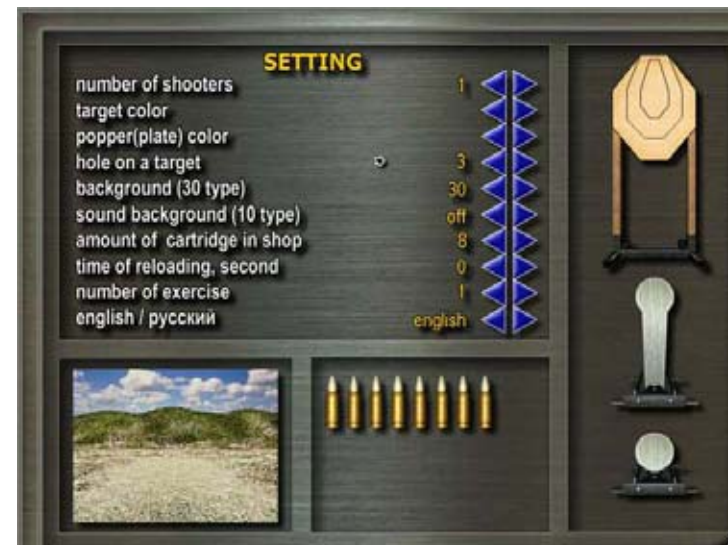 SETTING
number of shooters 1
target color
popper(plate) color
hole on a target 3
background (30 type) 30
sound background (10 type) off
amount of cartridge in shop 8
time of reloading, second 0
number of exercise 1
english / русский english